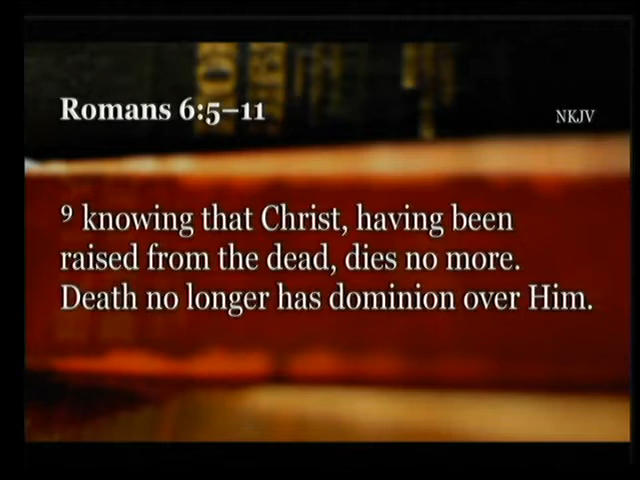 Romans 6:5–11
NKJV
9 knowing that Christ, having been
raised from the dead, dies no more.
Death no longer has dominion over Him.